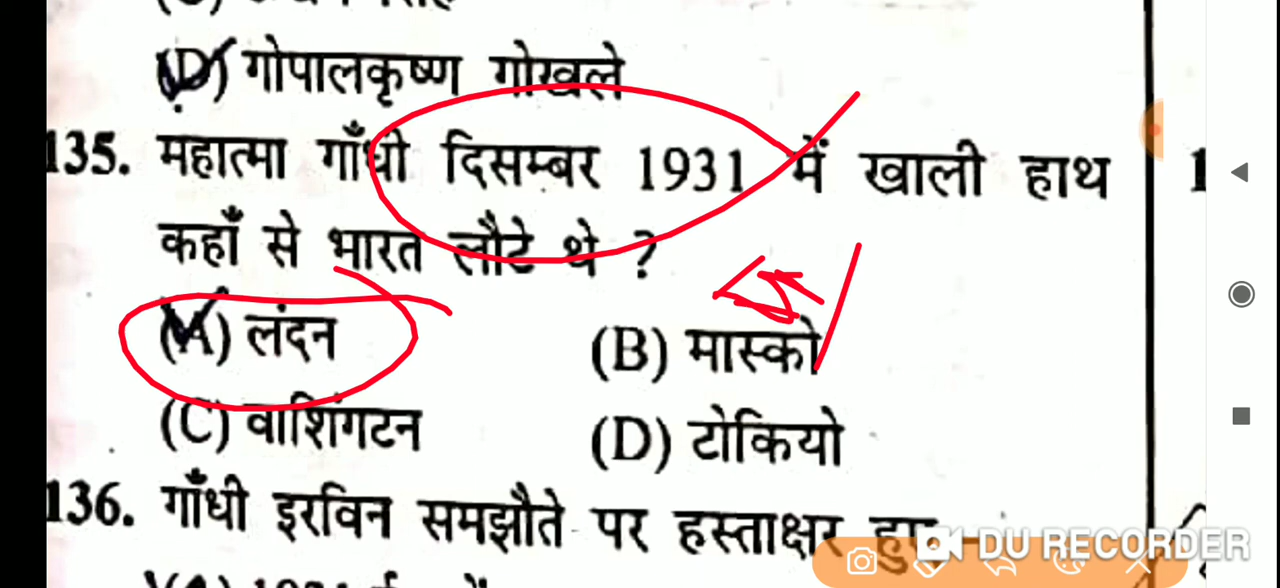 (D) गोपालकृष्ण गोखले
135. महात्मा गाँधी दिसम्बर 1931 में खाली हाथ
कहाँ से भारत लौटे थे ?
(A) लंदन (B) मास्को
(C) वाशिंगटन (D) टोकियो
136. गाँधी इरविन समझौते पर हस्ताक्षर
DU RECORDER